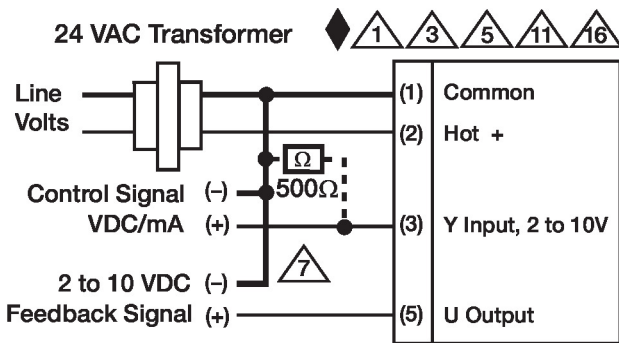 24 VAC Transformer
1 3 5 11 16
Line
Volts
(1) Common
(2) Hot +
Ω
500Ω
Control Signal (–)
VDC/mA (+)
(3) Y Input, 2 to 10V
7
2 to 10 VDC (–)
Feedback Signal (+)
(5) U Output